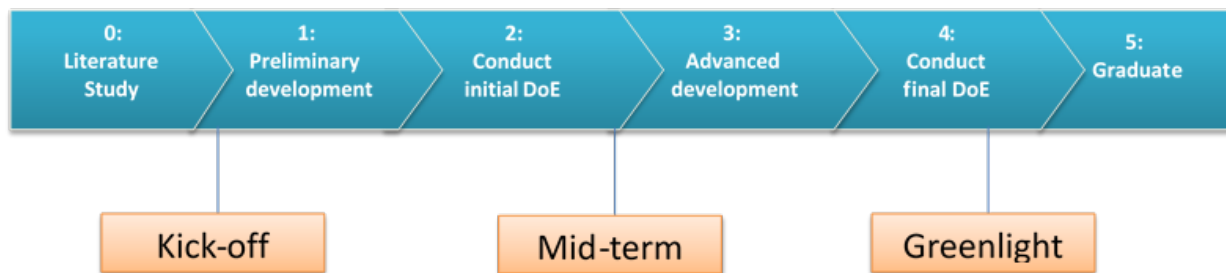 0:
Literature
Study
1:
Preliminary
development
2:
Conduct
initial DoE
3:
Advanced
development
4:
Conduct
final DoE
5:
Graduate
Kick-off
Mid-term
Greenlight